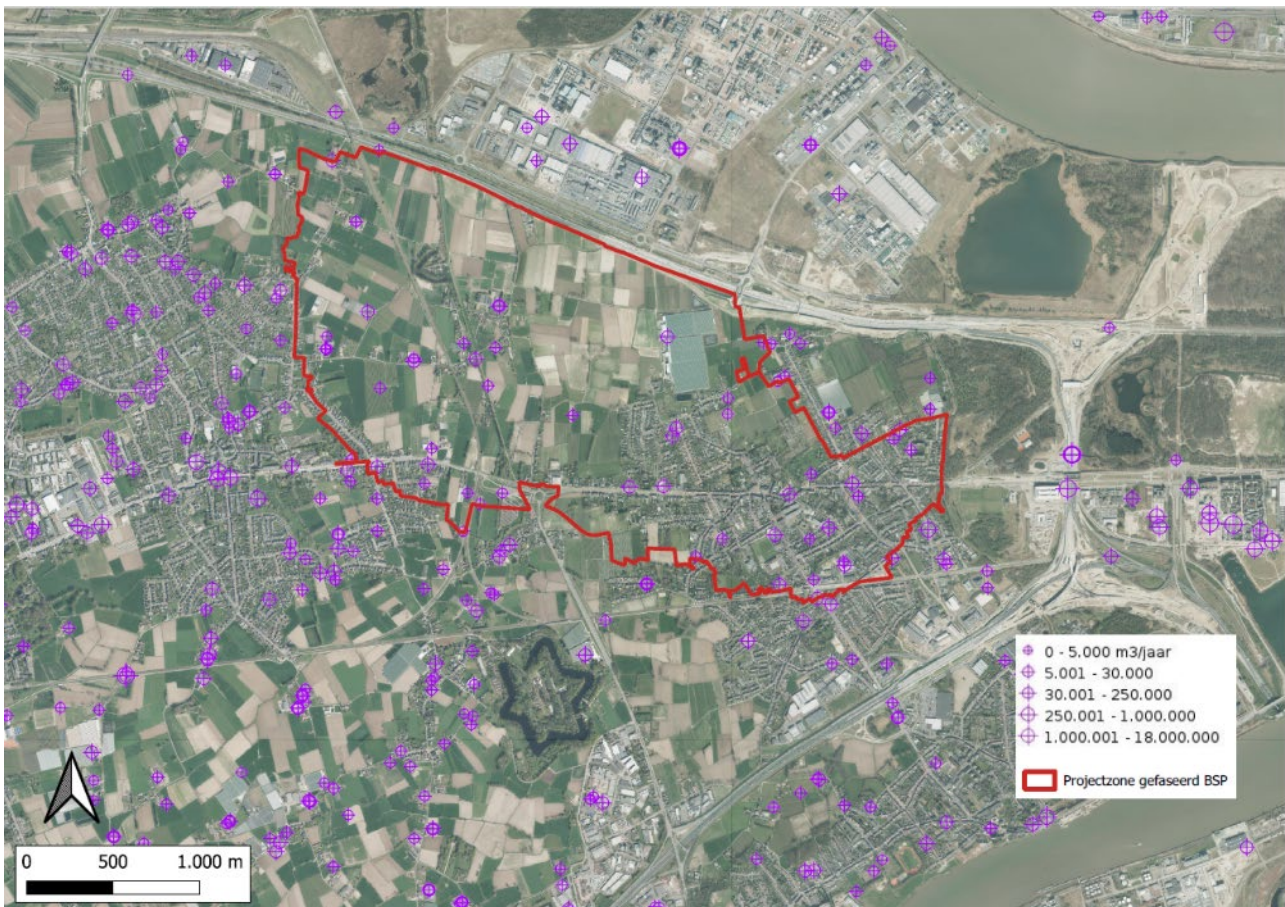 0 - 5.000 m3/jaar
5.001 - 30.000
30.001 - 250.000
250.001 - 1.000.000
1.000.001 - 18.000.000
Projectzone gefaseerd BSP
0 500 1.000 m